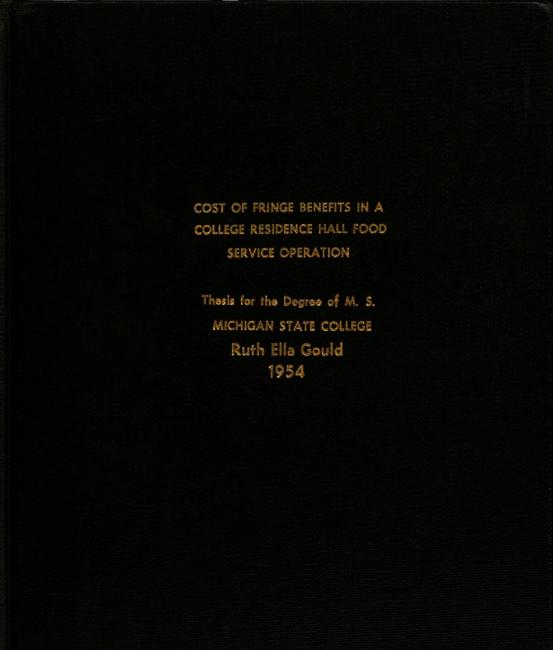 COST OF FRINGE BENEFITS IN A
COLLEGE RESIDENCE HALL FOOD
SERVICE OPERATION
Thesis for the Degree of M. S.
MICHIGAN STATE COLLEGE
Ruth Ella Gould
1954